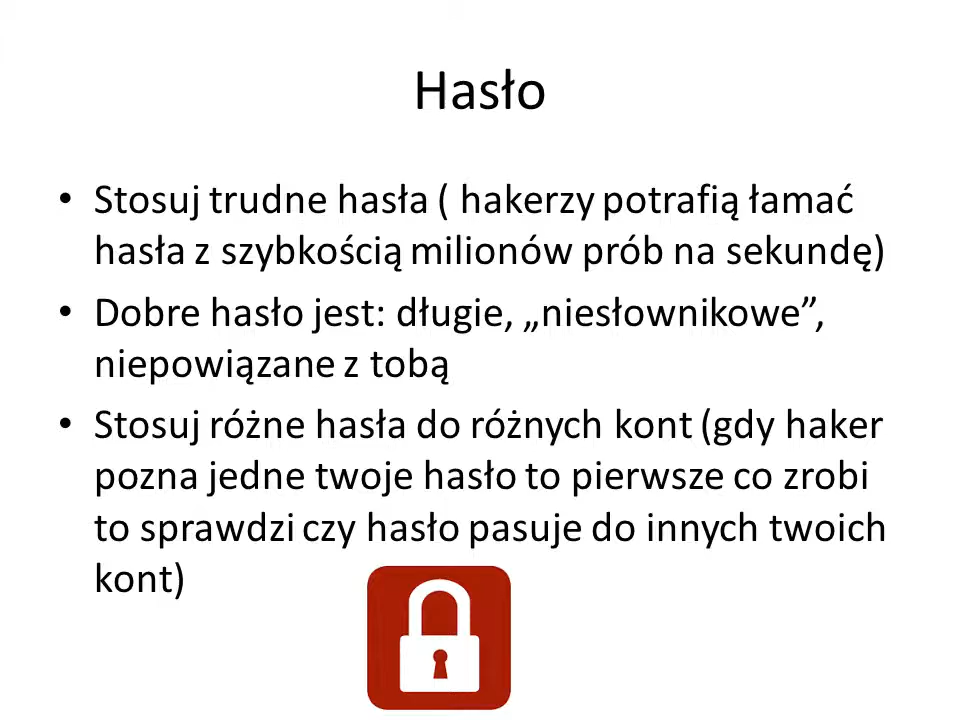 Hasło
• Stosuj trudne hasła ( hakerzy potrafią łamać
hasła z szybkością milionów prób na sekundę)
• Dobre hasło jest: długie, „niesłownikowe”,
niepowiązane z tobą
• Stosuj różne hasła do różnych kont (gdy haker
pozna jedne twoje hasło to pierwsze co zrobi
to sprawdzi czy hasło pasuje do innych twoich
kont)